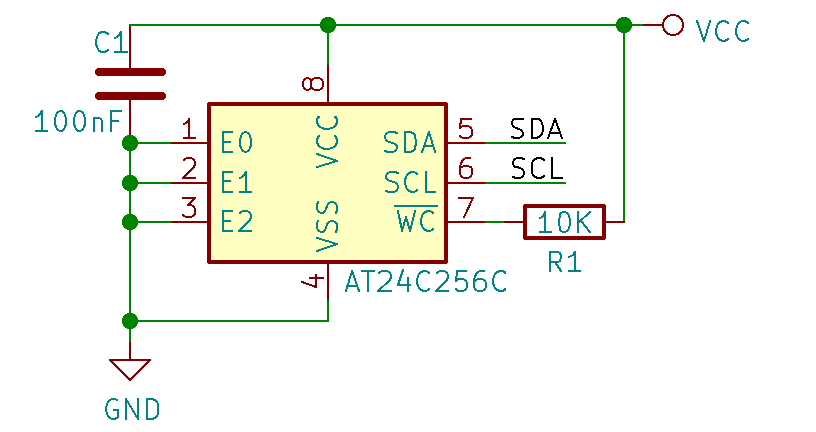 C1
VCC
100nF
8
1
E0
VCC
SDA
5
SDA
2
E1
SCL
6
SCL
3
E2
VSS
WC
7
10K
R1
4
AT24C256C
GND